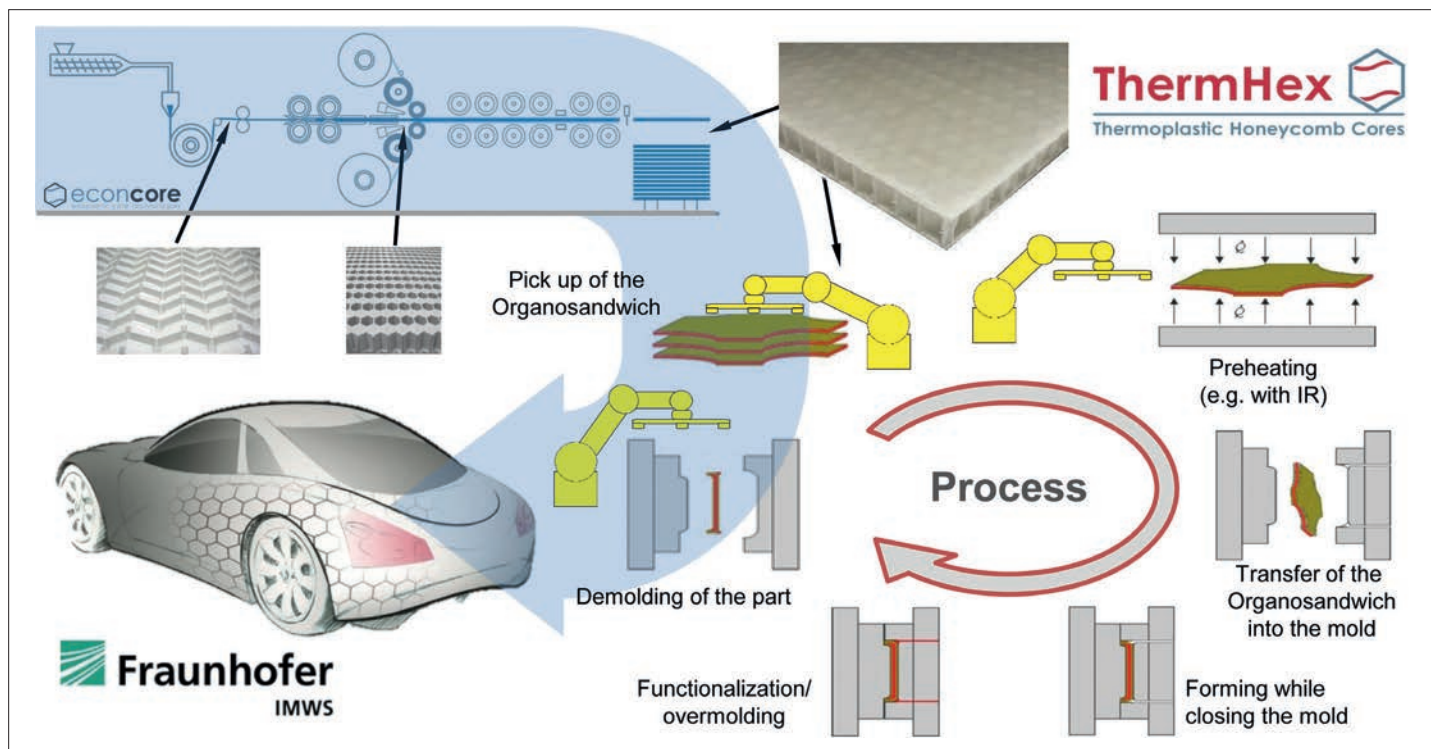 ThermHex
Thermoplastic Honeycomb Cores
econcore
Pick up of the
Organosandwich
Preheating
(e.g. with IR)
Process
Transfer of the
Organosandwich
into the mold
Demolding of the part
Functionalization/
overmolding
Forming while
closing the mold
Fraunhofer
IMWS